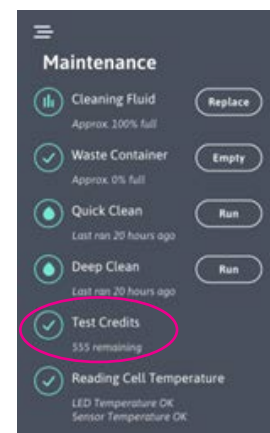 Maintenance
Cleaning Fluid
Replace
Approx. 100% full
Waste Container
Empty
Approx. 0% full
Quick Clean
Run
Last ran 20 hours ago
Deep Clean
Run
Last ran 20 hours ago
Test Credits
555 remaining
Reading Cell Temperature
LED Temperature OK
Sensor Temperature OK